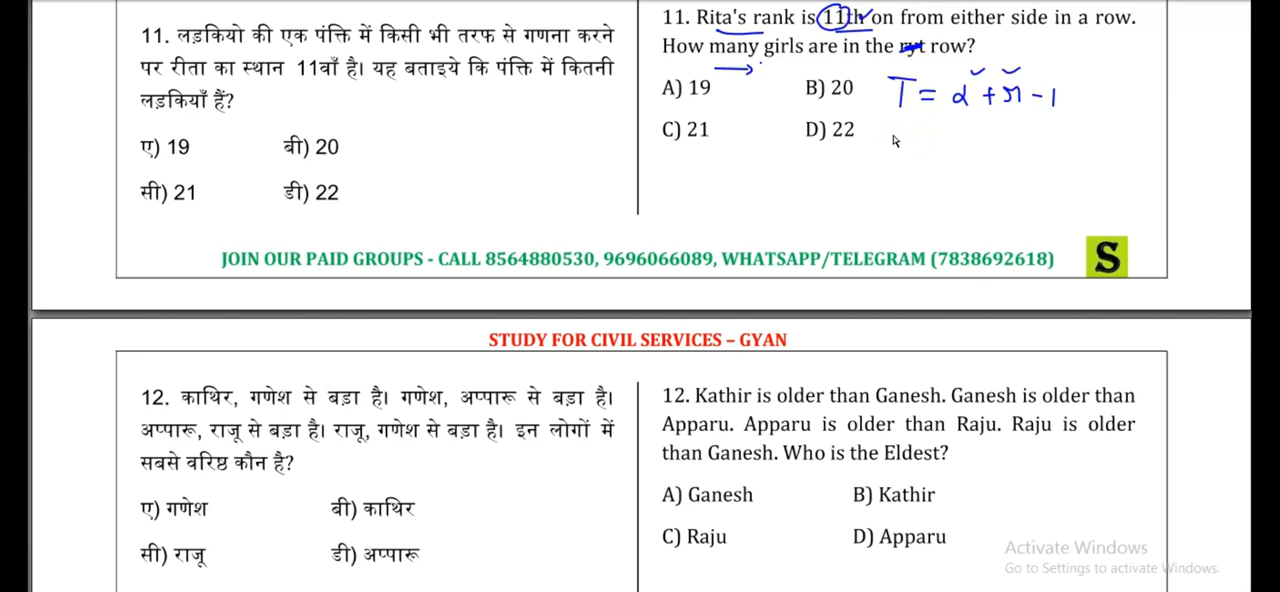 11. लड़कियो की एक पंक्ति में किसी भी तरफ से गणना करने
पर रीता का स्थान 11वाँ है। यह बताइये कि पंक्ति में कितनी
लड़कियाँ हैं?
ए) 19 बी) 20
सी) 21 डी) 22
11. Rita's rank is 11th on from either side in a row.
How many girls are in the row?
A) 19 B) 20
C) 21 D) 22
T = L + R - 1
JOIN OUR PAID GROUPS - CALL 8564880530, 9696066089, WHATSAPP/TELEGRAM (7838692618)
S
STUDY FOR CIVIL SERVICES – GYAN
12. काथिर, गणेश से बड़ा है। गणेश, अप्पारू से बड़ा है।
अप्पारू, राजू से बड़ा है। राजू, गणेश से बड़ा है। इन लोगों में
सबसे वरिष्ठ कौन है?
ए) गणेश बी) काथिर
सी) राजू डी) अप्पारू
12. Kathir is older than Ganesh. Ganesh is older than
Apparu. Apparu is older than Raju. Raju is older
than Ganesh. Who is the Eldest?
A) Ganesh B) Kathir
C) Raju D) Apparu
Activate Windows
Go to Settings to activate Windows.